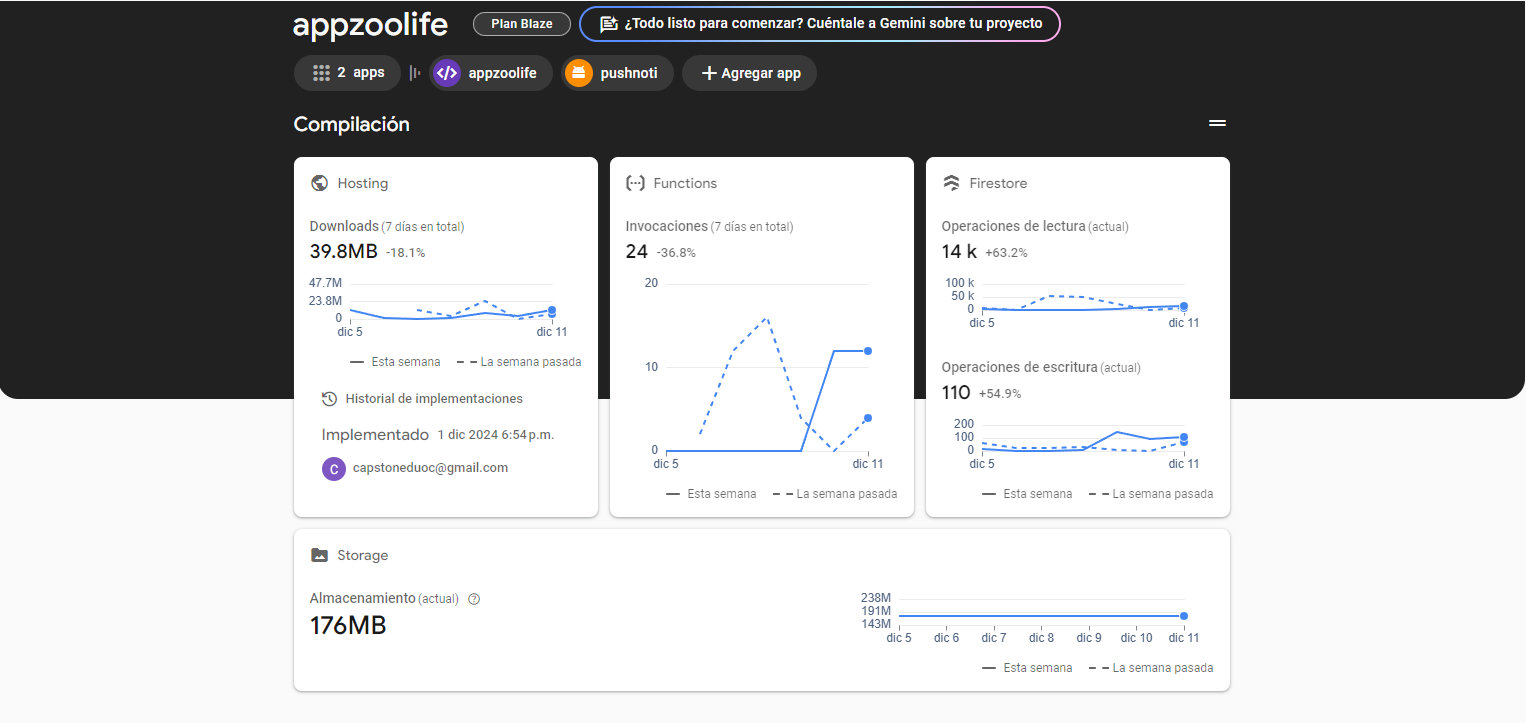 appzoolife
Plan Blaze
¿Todo listo para comenzar? Cuéntale a Gemini sobre tu proyecto
2 apps
appzoolife
pushnoti
Agregar app
Compilación
Hosting
Downloads (7 días en total)
39.8MB -18.1%
47.7M
23.8M
0
dic 5 dic 11
Esta semana La semana pasada
Historial de implementaciones
Implementado 1 dic 2024 6:54 p.m.
C capstoneduoc@gmail.com
Functions
Invocaciones (7 días en total)
24 -36.8%
20
10
0
dic 5 dic 11
Esta semana La semana pasada
Firestore
Operaciones de lectura (actual)
14 k +63.2%
100 k
50 k
0
dic 5 dic 11
Operaciones de escritura (actual)
110 +54.9%
200
100
0
dic 5 dic 11
Esta semana La semana pasada
Storage
Almacenamiento (actual)
176MB
238M
191M
143M
dic 5 dic 6 dic 7 dic 8 dic 9 dic 10 dic 11
Esta semana La semana pasada